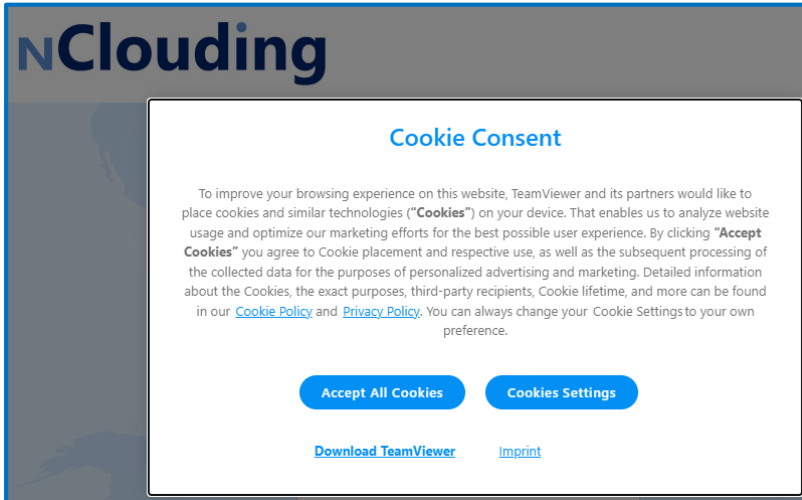 NClouding
Cookie Consent
To improve your browsing experience on this website, TeamViewer and its partners would like to
place cookies and similar technologies (“Cookies”) on your device. That enables us to analyze website
usage and optimize our marketing efforts for the best possible user experience. By clicking “Accept
Cookies” you agree to Cookie placement and respective use, as well as the subsequent processing of
the collected data for the purposes of personalized advertising and marketing. Detailed information
about the Cookies, the exact purposes, third-party recipients, Cookie lifetime, and more can be found
in our Cookie Policy and Privacy Policy. You can always change your Cookie Settings to your own
preference.
Accept All Cookies Cookies Settings
Download TeamViewer Imprint